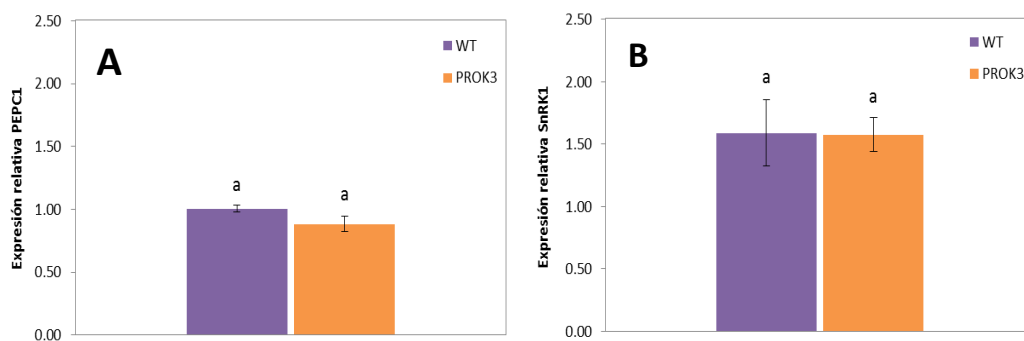 A
Expresión relativa PEPC1
2.50
2.00
1.50
1.00
0.50
0.00
WT
PROK3
a
a
B
Expresión relativa SnRK1
2.50
2.00
1.50
1.00
0.50
0.00
WT
PROK3
a
a